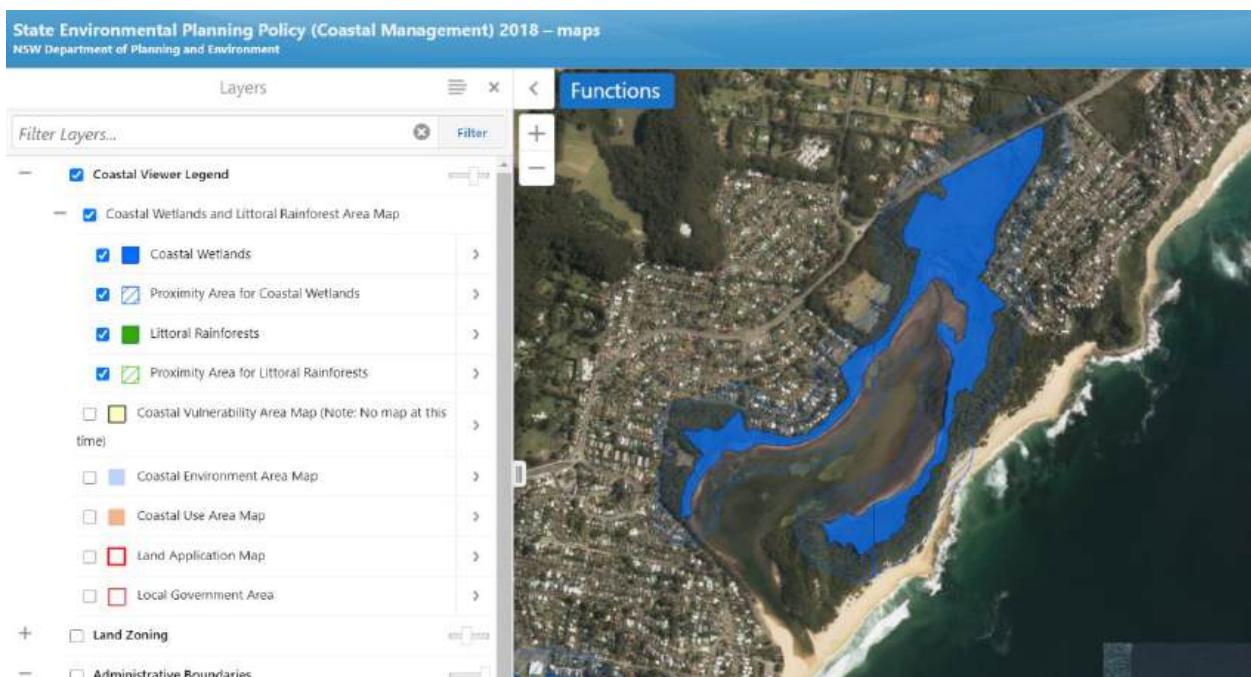 State Environmental Planning Policy (Coastal Management) 2018 – maps
NSW Department of Planning and Environment
Layers
Functions
Filter Layers...
Filter
Coastal Viewer Legend
Coastal Wetlands and Littoral Rainforest Area Map
Coastal Wetlands
Proximity Area for Coastal Wetlands
Littoral Rainforests
Proximity Area for Littoral Rainforests
Coastal Vulnerability Area Map (Note: No map at this
time)
Coastal Environment Area Map
Coastal Use Area Map
Land Application Map
Local Government Area
Land Zoning
Administrative Boundaries